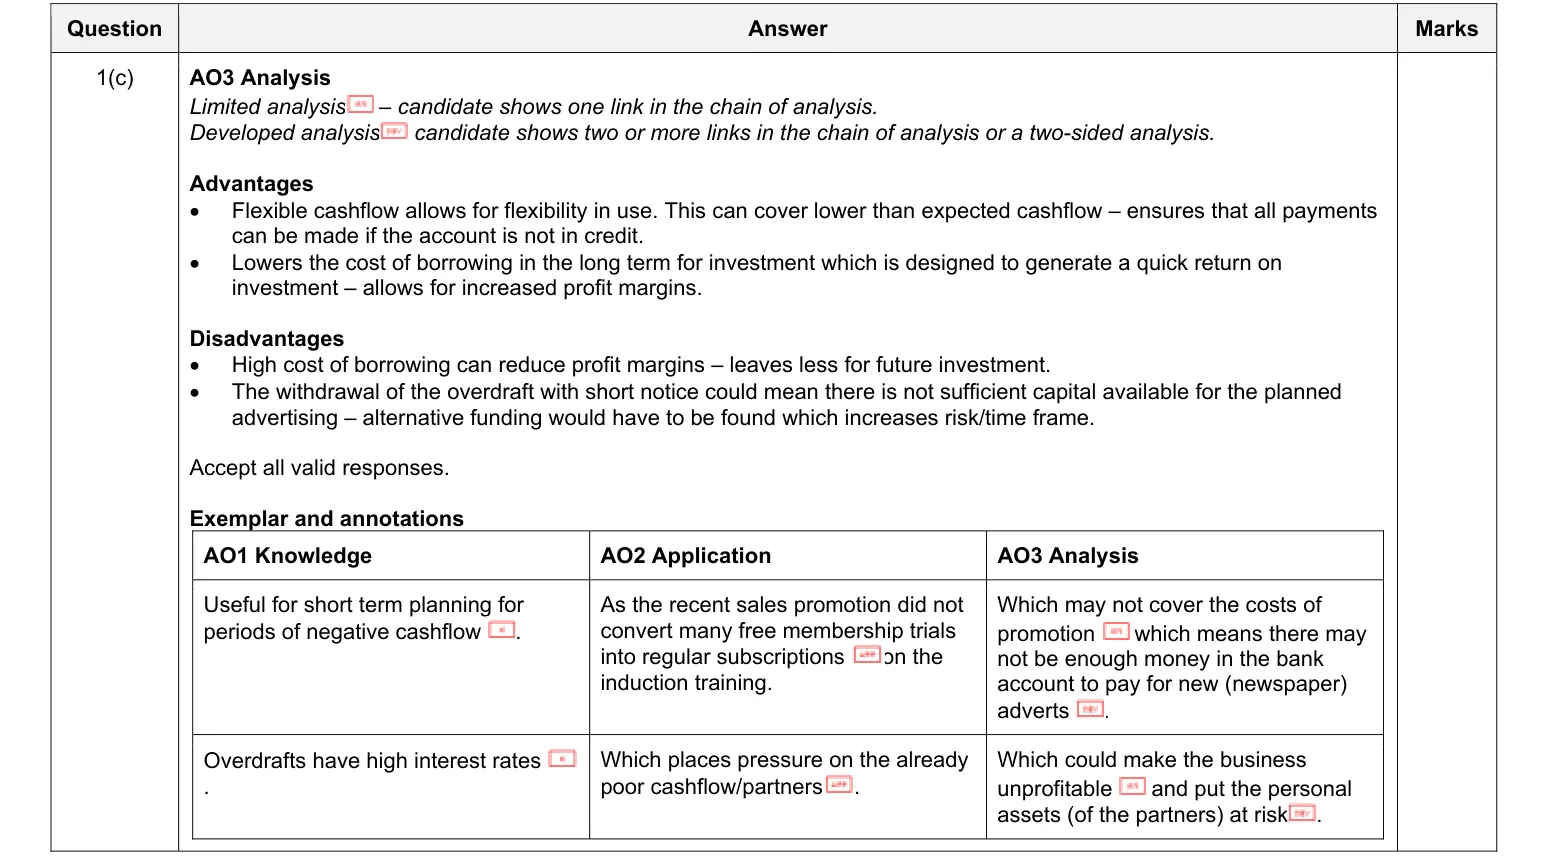 Question Answer Marks
1(c)
AO3 Analysis
Limited analysis – candidate shows one link in the chain of analysis.
Developed analysis candidate shows two or more links in the chain of analysis or a two-sided analysis.
Advantages
• Flexible cashflow allows for flexibility in use. This can cover lower than expected cashflow – ensures that all payments
can be made if the account is not in credit.
• Lowers the cost of borrowing in the long term for investment which is designed to generate a quick return on
investment – allows for increased profit margins.
Disadvantages
• High cost of borrowing can reduce profit margins – leaves less for future investment.
• The withdrawal of the overdraft with short notice could mean there is not sufficient capital available for the planned
advertising – alternative funding would have to be found which increases risk/time frame.
Accept all valid responses.
Exemplar and annotations
AO1 Knowledge AO2 Application AO3 Analysis
Useful for short term planning for
periods of negative cashflow .
As the recent sales promotion did not
convert many free membership trials
into regular subscriptions on the
induction training.
Which may not cover the costs of
promotion which means there may
not be enough money in the bank
account to pay for new (newspaper)
adverts .
Overdrafts have high interest rates
.
Which places pressure on the already
poor cashflow/partners .
Which could make the business
unprofitable and put the personal
assets (of the partners) at risk .